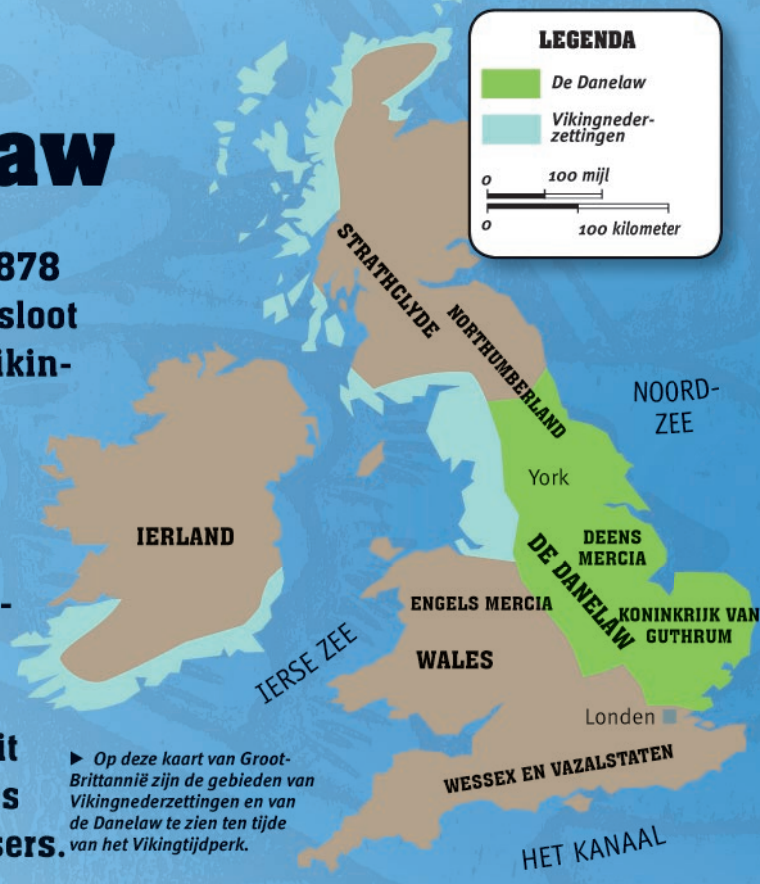 aw
878
sloot
ikin-
-
it
s
sers.
LEGENDA
De Danelaw
Vikingneder-
zettingen
0 100 mijl
0 100 kilometer
STRATHCLYDE
NORTHUMBERLAND
NOORD-
ZEE
York
IERLAND
DE DANELAW
DEENS
MERCIA
ENGELS MERCIA
KONINKRIJK VAN
GUTHRUM
WALES
IERSE ZEE
Londen
WESSEX EN VAZALSTATEN
HET KANAAL
► Op deze kaart van Groot-
Brittannië zijn de gebieden van
Vikingnederzettingen en van
de Danelaw te zien ten tijde
van het Vikingtijdperk.